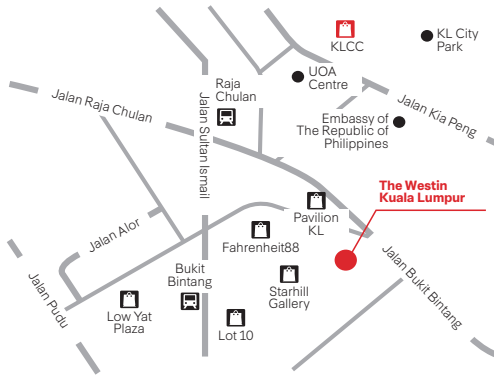 KLCC
KL City
Park
UOA
Centre
Raja
Chulan
Jalan Raja Chulan
Jalan Sultan Ismail
Jalan Kia Peng
Embassy of
The Republic of
Philippines
The Westin
Kuala Lumpur
Pavilion
KL
Jalan Alor
Fahrenheit88
Jalan Bukit Bintang
Jalan Pudu
Bukit
Bintang
Starhill
Gallery
Low Yat
Plaza
Lot 10